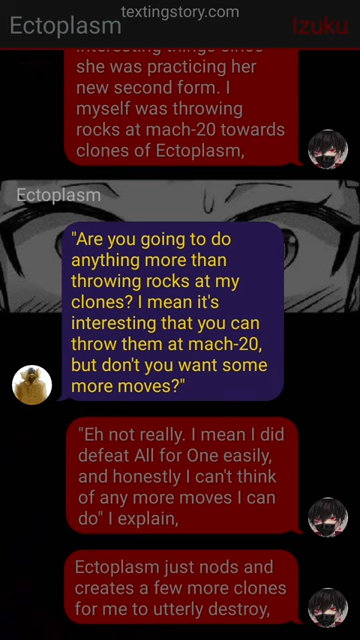 textingstory.com
Ectoplasm
Izuku
interesting things since
she was practicing her
new second form. I
myself was throwing
rocks at mach-20 towards
clones of Ectoplasm,
Ectoplasm
"Are you going to do
anything more than
throwing rocks at my
clones? I mean it's
interesting that you can
throw them at mach-20,
but don't you want some
more moves?"
"Eh not really. I mean I did
defeat All for One easily,
and honestly I can't think
of any more moves I can
do" I explain,
Ectoplasm just nods and
creates a few more clones
for me to utterly destroy,